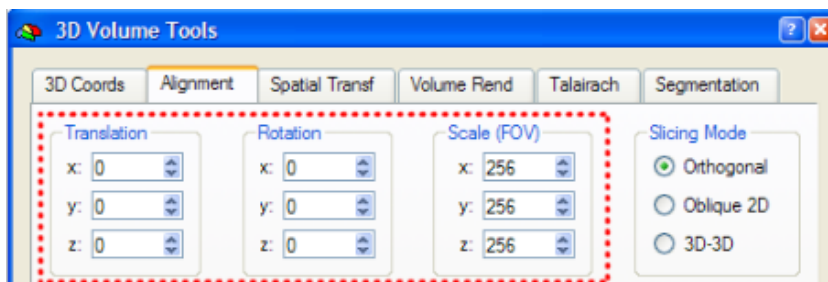 3D Volume Tools
3D Coords Alignment Spatial Transf Volume Rend Talairach Segmentation
Translation Rotation Scale (FOV) Slicing Mode
x: 0 x: 0 x: 256 Orthogonal
y: 0 y: 0 y: 256 Oblique 2D
z: 0 z: 0 z: 256 3D-3D